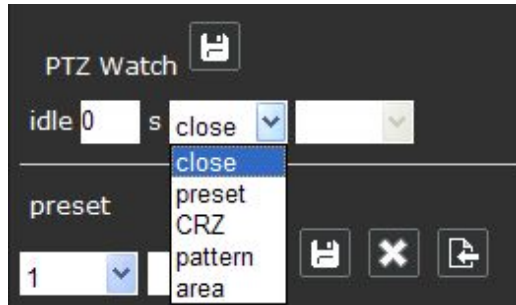 PTZ Watch
idle 0 s close
close
preset
CRZ
pattern
area
preset
1